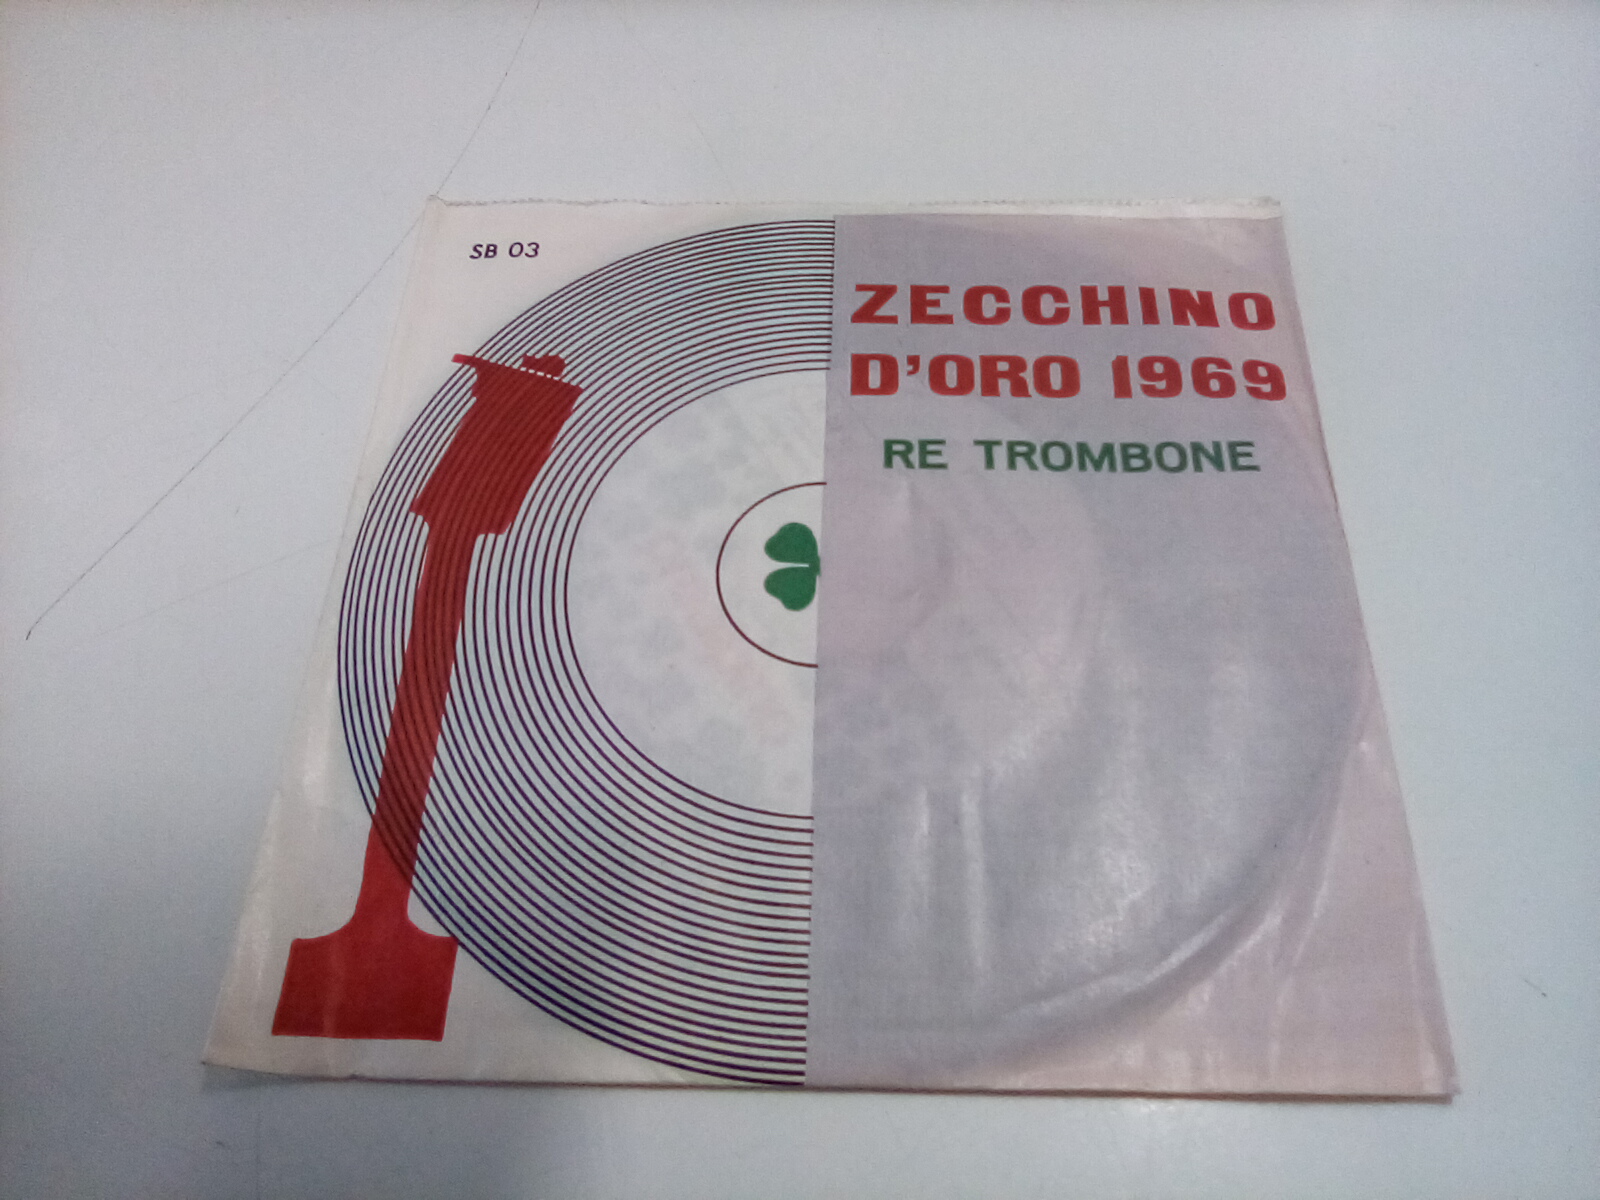 SB 03
ZECCHINO
D'ORO 1969
RE TROMBONE